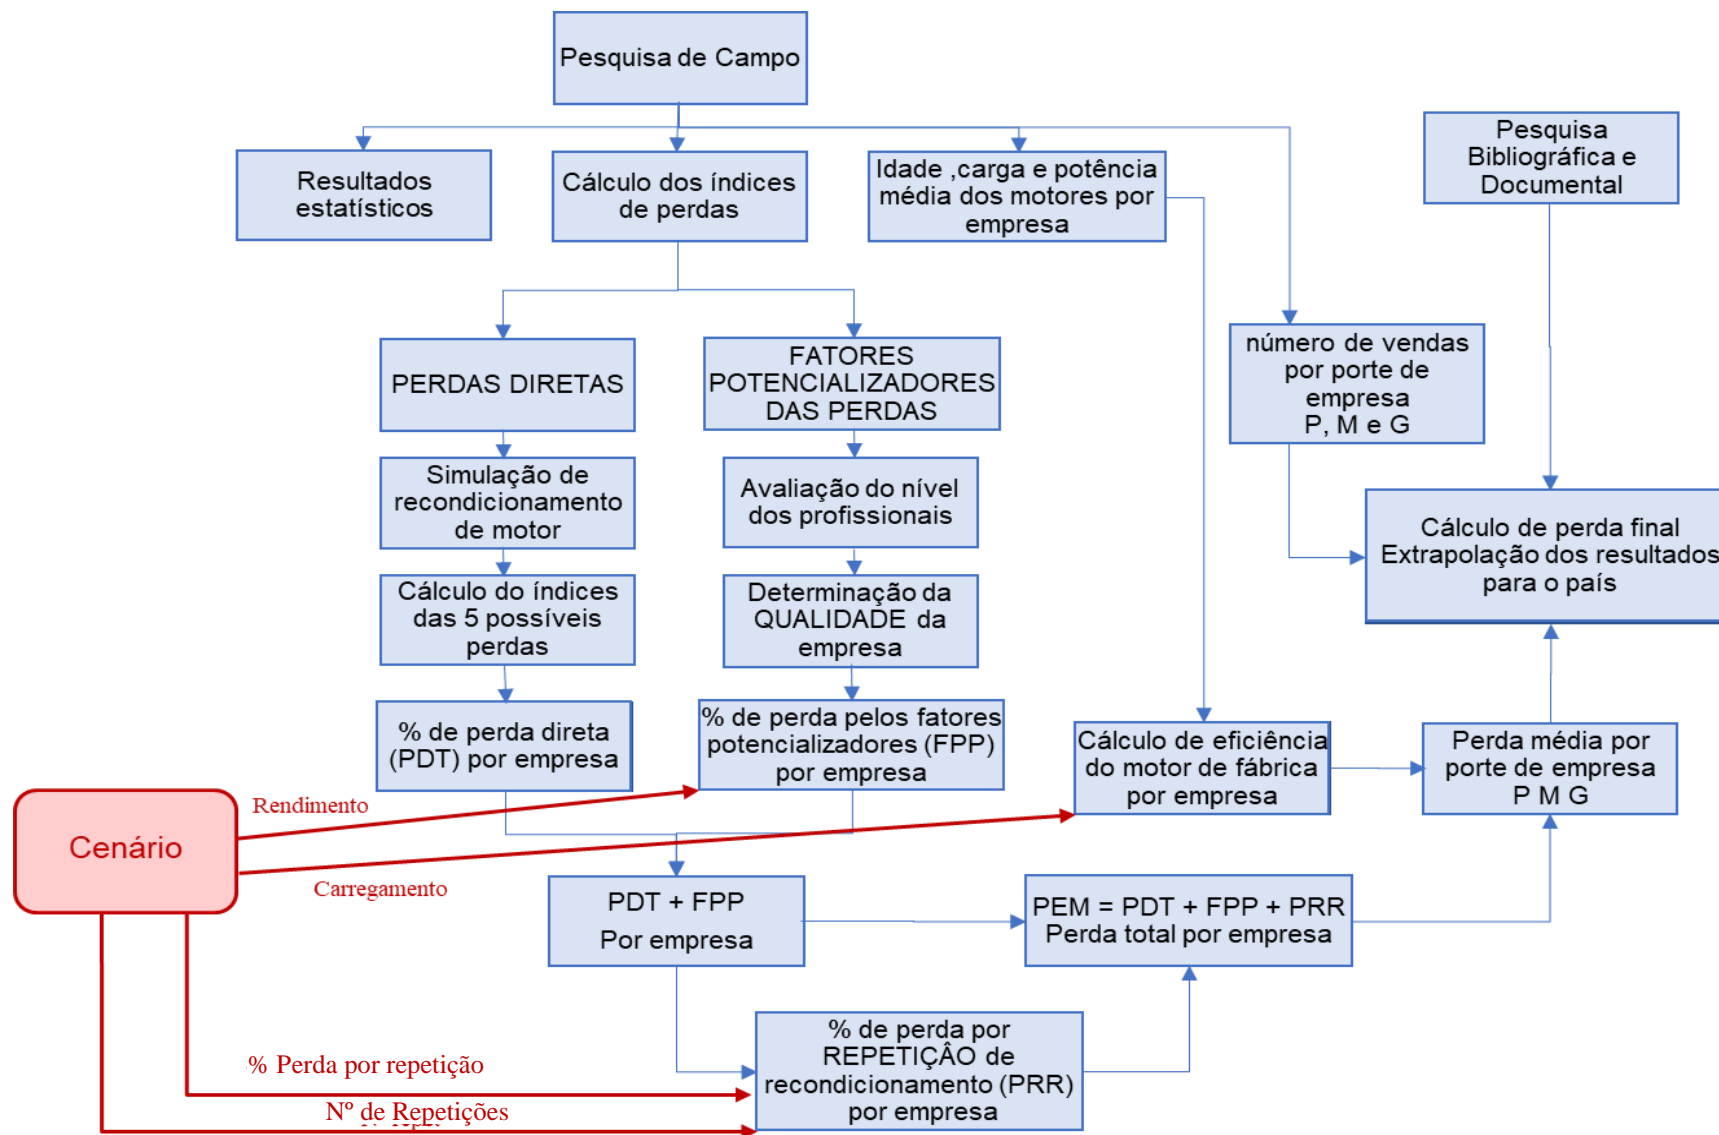 Pesquisa de Campo
Resultados
estatísticos
Cálculo dos índices
de perdas
Idade ,carga e potência
média dos motores por
empresa
Pesquisa
Bibliográfica e
Documental
PERDAS DIRETAS
FATORES
POTENCIALIZADORES
DAS PERDAS
número de vendas
por porte de
empresa
P, M e G
Simulação de
recondicionamento
de motor
Avaliação do nível
dos profissionais
Cálculo de perda final
Extrapolação dos resultados
para o país
Cálculo do índices
das 5 possíveis
perdas
Determinação da
QUALIDADE da
empresa
% de perda direta
(PDT) por empresa
% de perda pelos fatores
potencializadores (FPP)
por empresa
Cálculo de eficiência
do motor de fábrica
por empresa
Perda média por
porte de empresa
P M G
Cenário
Rendimento
Carregamento
PDT + FPP
Por empresa
PEM = PDT + FPP + PRR
Perda total por empresa
% Perda por repetição
Nº de Repetições
% de perda por
REPETIÇÂO de
recondicionamento (PRR)
por empresa